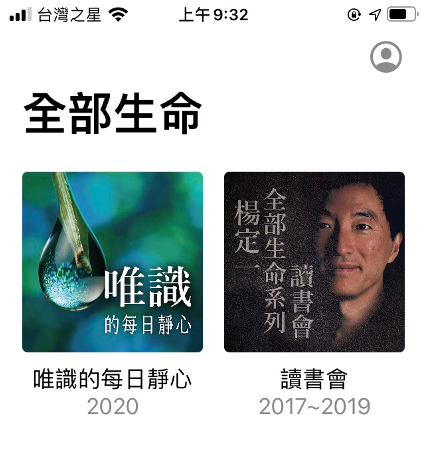 台灣之星 上午9:32
全部生命
唯識
的每日靜心
楊定一
全部生命系列
讀書會
唯識的每日靜心
2020
讀書會
2017~2019